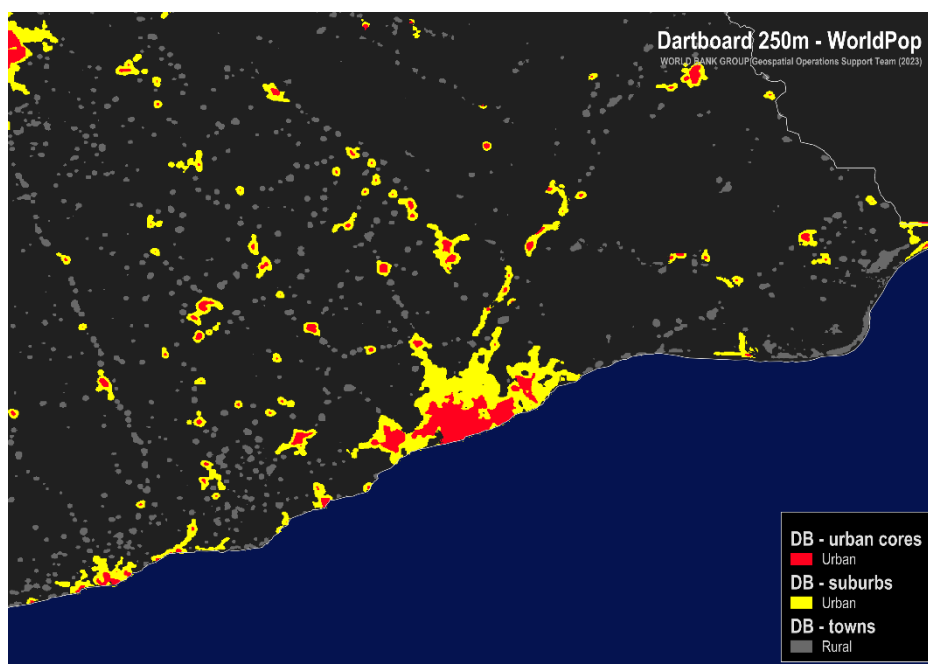 Dartboard 250m - WorldPop
WORLD BANK GROUP Geospatial Operations Support Team (2023)
DB - urban cores
Urban
DB - suburbs
Urban
DB - towns
Rural